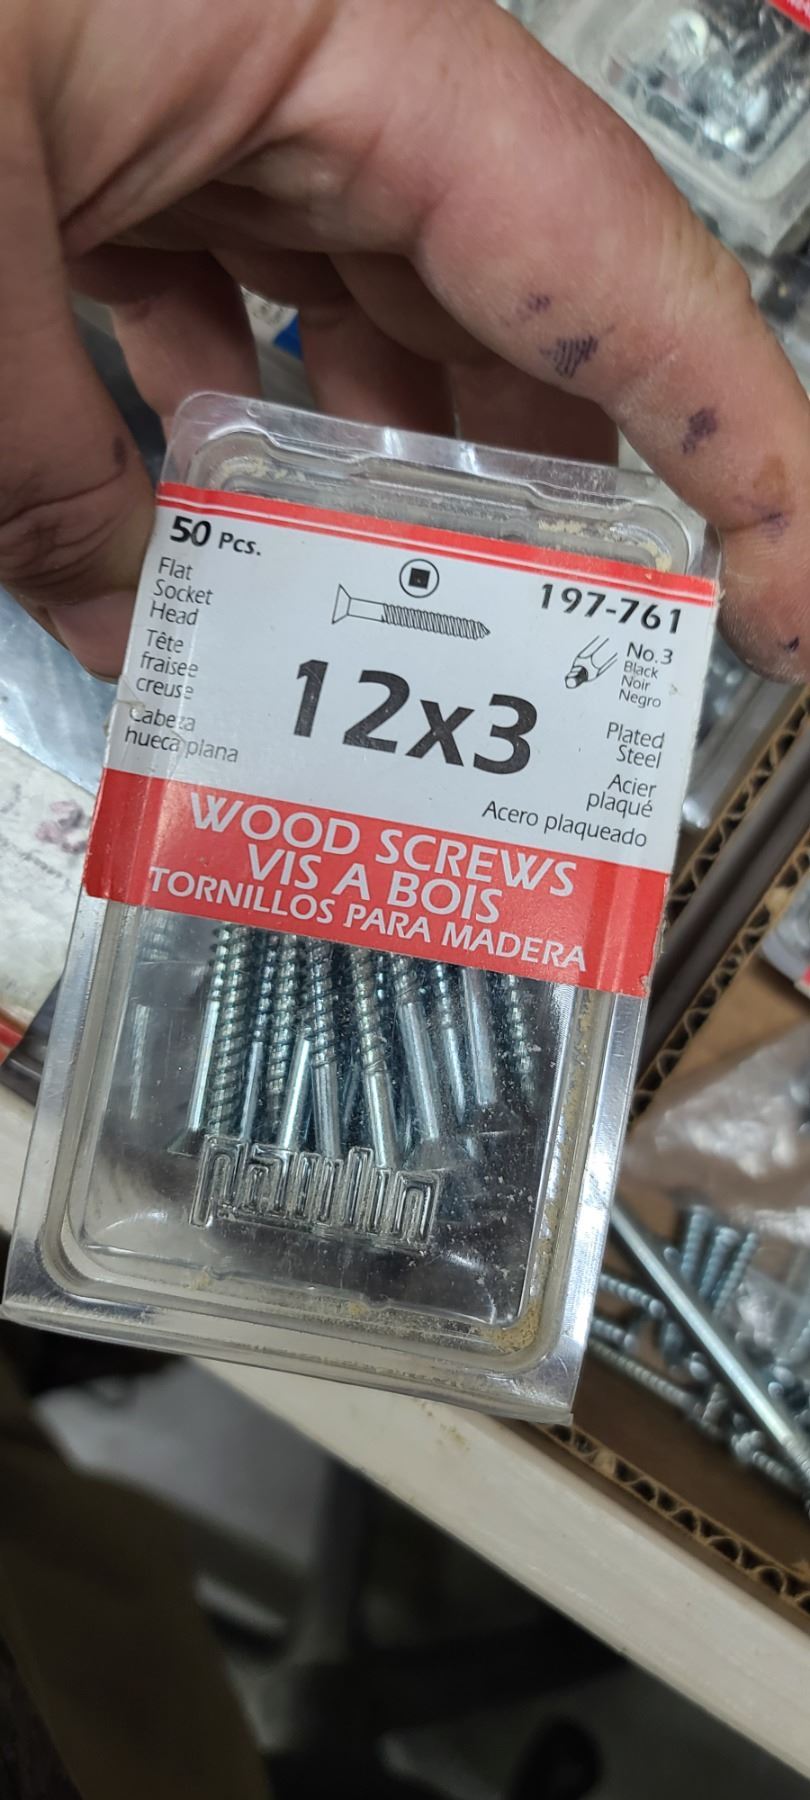 50 Pcs.
197-761
Flat
Socket
Head
Tête
fraisée
creuse
Cabeza
hueca plana
12x3
No.3
Black
Noir
Negro
Plated
Steel
Acier
plaqué
Acero plaqueado
WOOD SCREWS
VIS A BOIS
TORNILLOS PARA MADERA
paulin